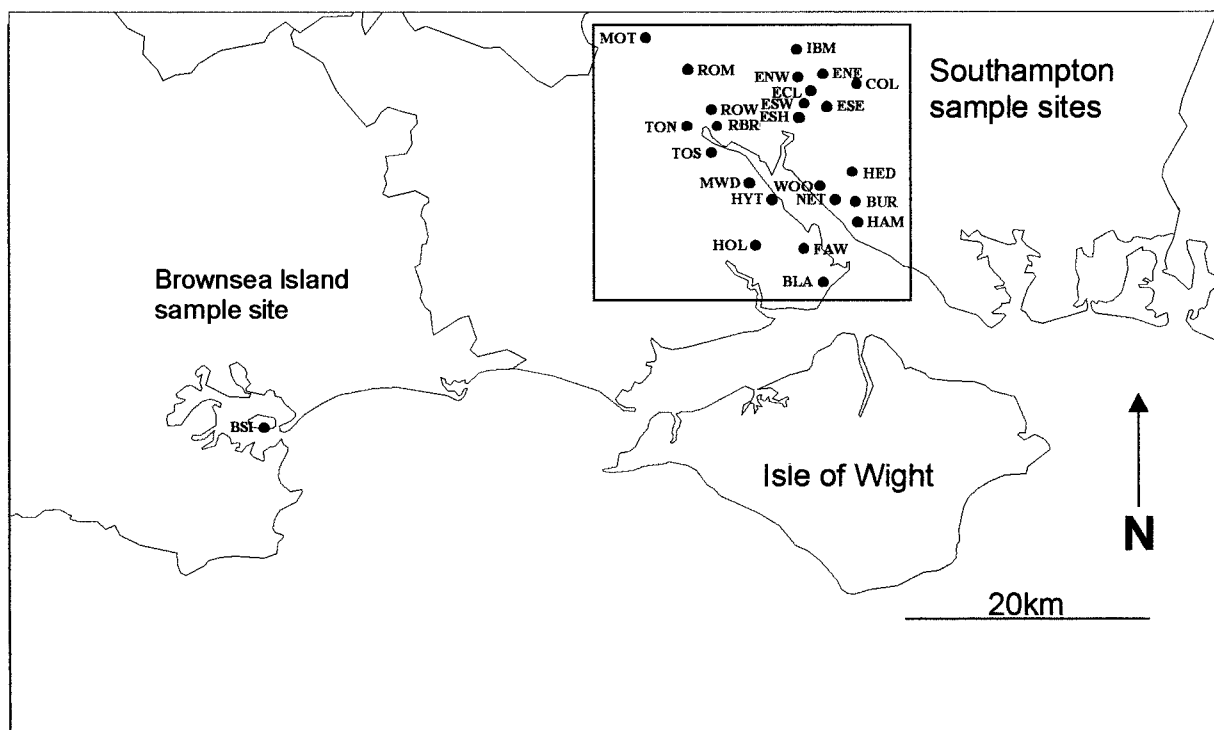 MOT
IBM
ROM
ENW
ENE
COL
ECL
ESW
ESE
ESH
ROW
TON
RBR
TOS
HED
MWD
WOO
HYT
NET
BUR
HAM
HOL
FAW
BLA
Southampton
sample sites
Brownsea Island
sample site
BSI
Isle of Wight
N
20km